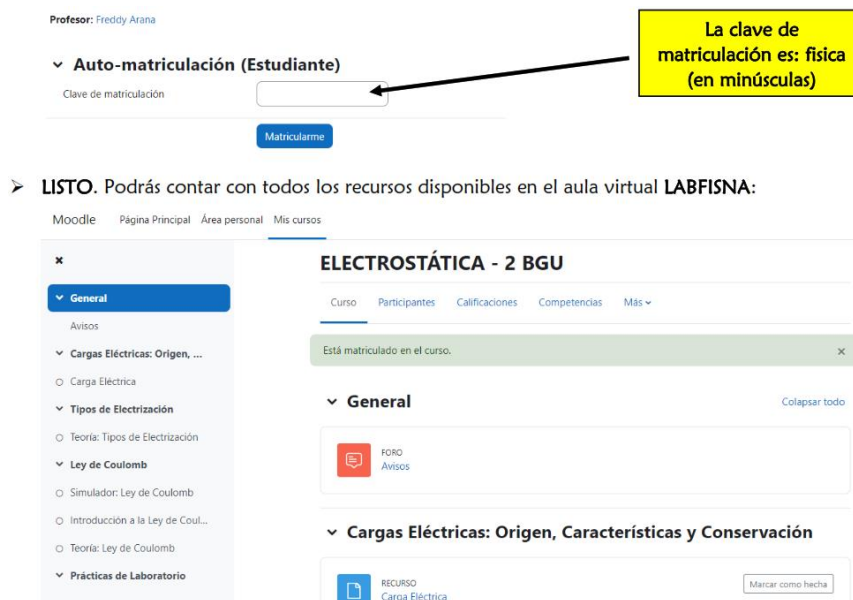 Profesor: Freddy Arana
Auto-matriculación (Estudiante)
Clave de matriculación
Matricularme
La clave de
matriculación es: fisica
(en minúsculas)
LISTO. Podrás contar con todos los recursos disponibles en el aula virtual LABFISNA:
Moodle Página Principal Área personal Mis cursos
General
Avisos
Cargas Eléctricas: Origen, ...
Carga Eléctrica
Tipos de Electrización
Teoría: Tipos de Electrización
Ley de Coulomb
Simulador: Ley de Coulomb
Introducción a la Ley de Coul...
Teoría: Ley de Coulomb
Prácticas de Laboratorio
ELECTROSTÁTICA - 2 BGU
Curso Participantes Calificaciones Competencias Más
Está matriculado en el curso.
General
Colapsar todo
FORO
Avisos
Cargas Eléctricas: Origen, Características y Conservación
RECURSO
Carga Eléctrica
Marcar como hecha